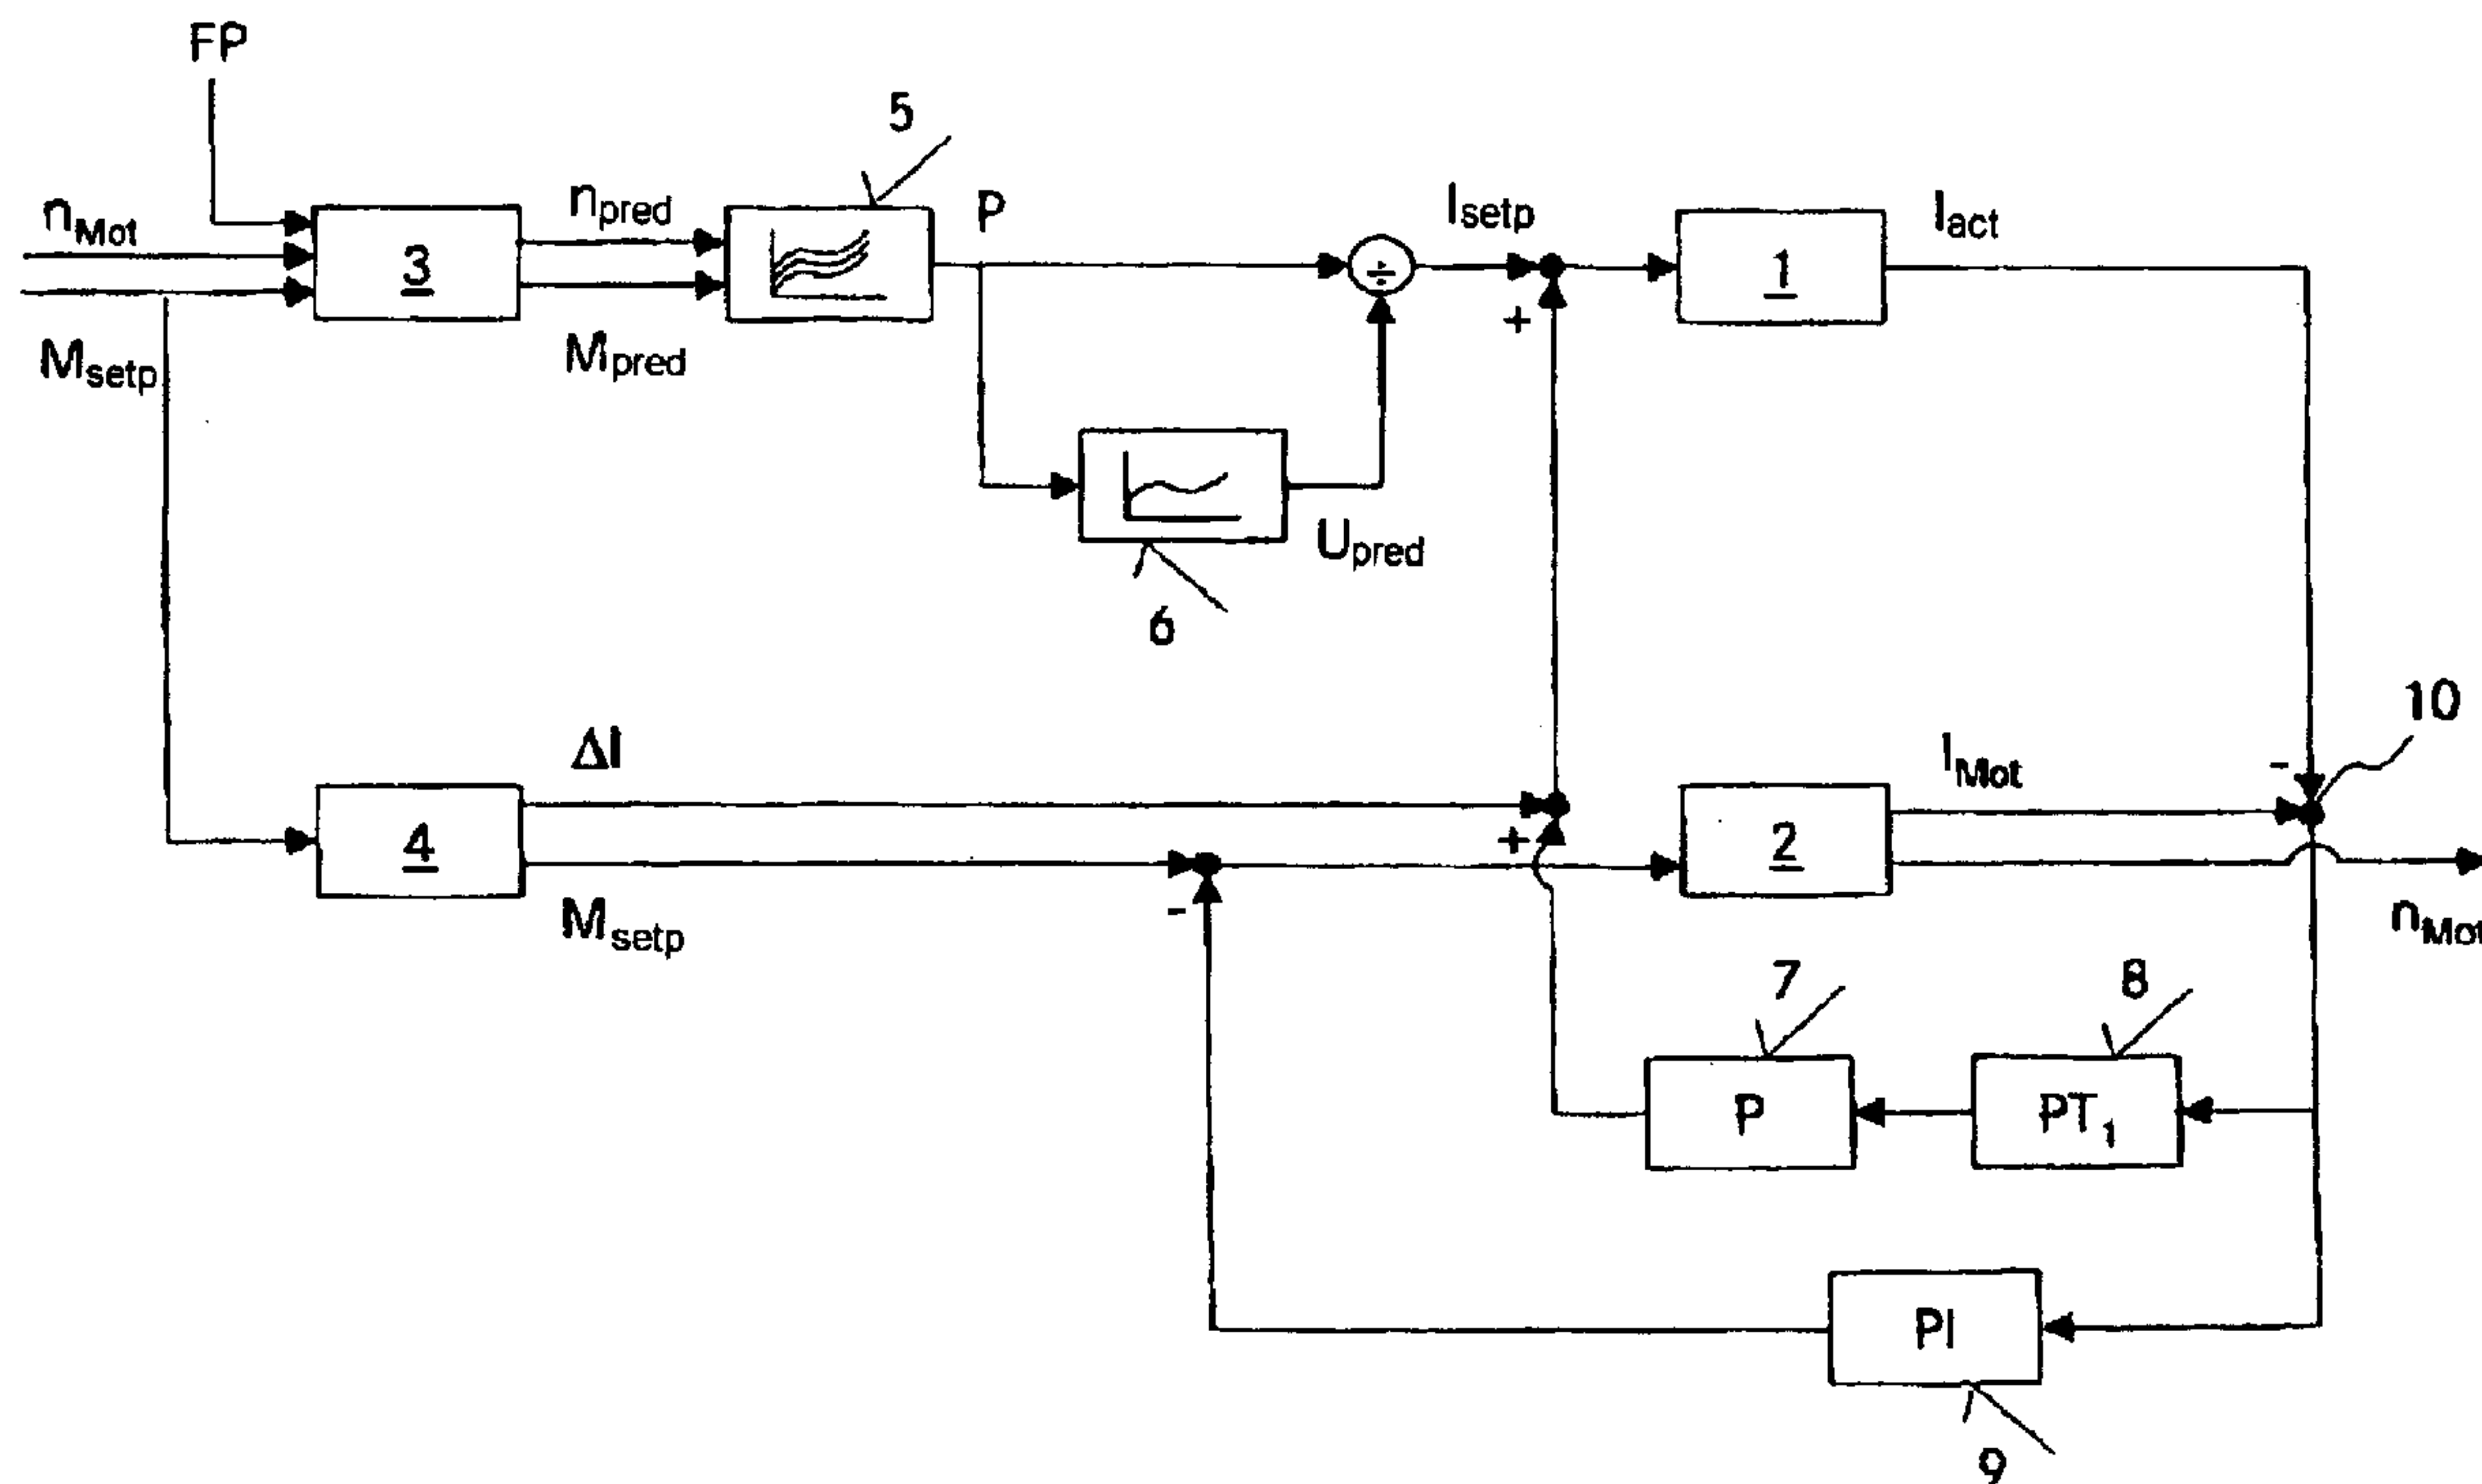 FP
5
n_Mot
n_pred
P
I_setp
I_act
3
÷
1
M_setp
M_pred
+
U_pred
6
10
ΔI
I_Mot
-
4
+
2
M_setp
-
n_Mot
7
8
P
PT_1
PI
9